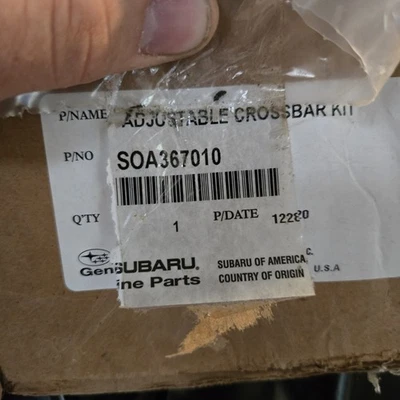 P/NAME ADJUSTABLE CROSSBAR KIT
P/NO SOA367010
Q'TY 1 P/DATE
SUBARU OF AMERICA, C.
Gen SUBARU. COUNTRY OF ORIGIN U.S.A
ine Parts